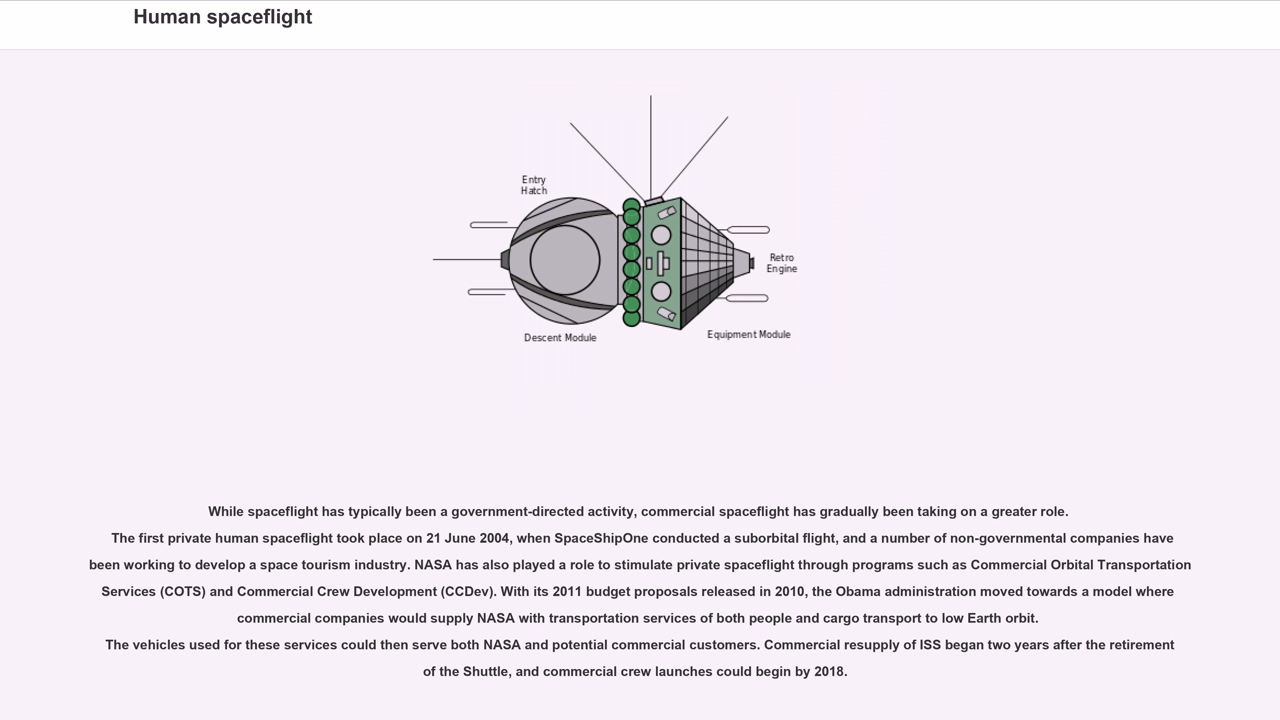 Human spaceflight
Entry
Hatch
Retro
Engine
Descent Module
Equipment Module
While spaceflight has typically been a government-directed activity, commercial spaceflight has gradually been taking on a greater role.
The first private human spaceflight took place on 21 June 2004, when SpaceShipOne conducted a suborbital flight, and a number of non-governmental companies have
been working to develop a space tourism industry. NASA has also played a role to stimulate private spaceflight through programs such as Commercial Orbital Transportation
Services (COTS) and Commercial Crew Development (CCDev). With its 2011 budget proposals released in 2010, the Obama administration moved towards a model where
commercial companies would supply NASA with transportation services of both people and cargo transport to low Earth orbit.
The vehicles used for these services could then serve both NASA and potential commercial customers. Commercial resupply of ISS began two years after the retirement
of the Shuttle, and commercial crew launches could begin by 2018.